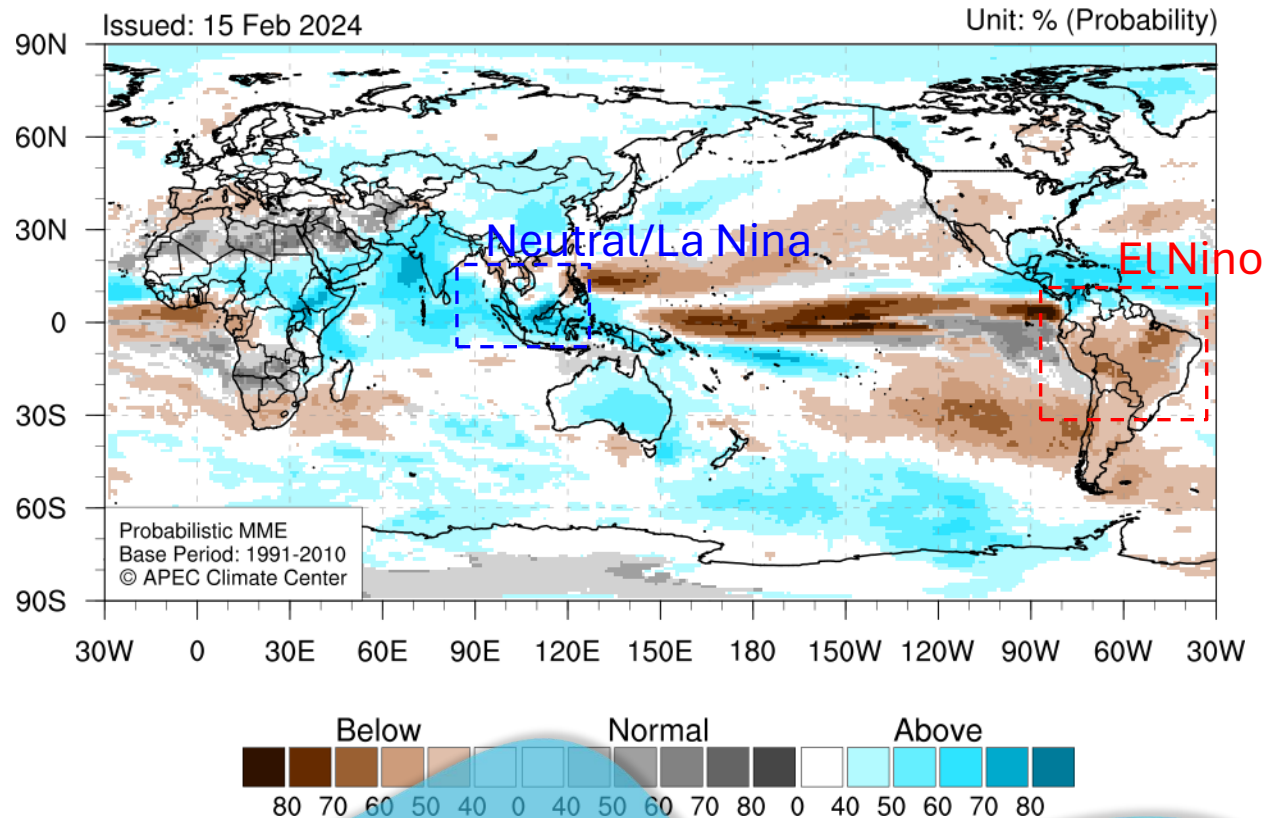 Issued: 15 Feb 2024
Unit: % (Probability)
90N
60N
30N
0
30S
60S
90S
Neutral/La Nina
El Nino
Probabilistic MME
Base Period: 1991-2010
© APEC Climate Center
30W 0 30E 60E 90E 120E 150E 180 150W 120W 90W 60W 30W
Below Normal Above
80 70 60 50 40 0 40 50 60 70 80 0 40 50 60 70 80